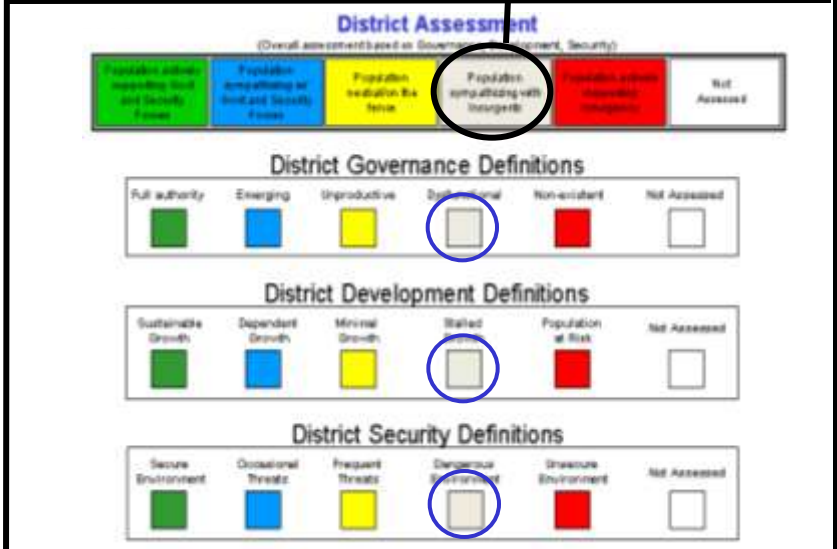 District Assessment
(Overall assessment based on Governance, Development, Security)
Population actively supporting Govt and Security Forces
Population sympathizing w/ Govt and Security Forces
Population neutral/on the fence
Population sympathizing with Insurgents
Population actively supporting Insurgency
Not Assessed
District Governance Definitions
Full authority Emerging Unproductive Dysfunctional Non-existent Not Assessed
District Development Definitions
Sustainable Growth Dependent Growth Minimal Growth Stalled Growth Population at Risk Not Assessed
District Security Definitions
Secure Environment Occasional Threats Frequent Threats Dangerous Environment Unsecure Environment Not Assessed